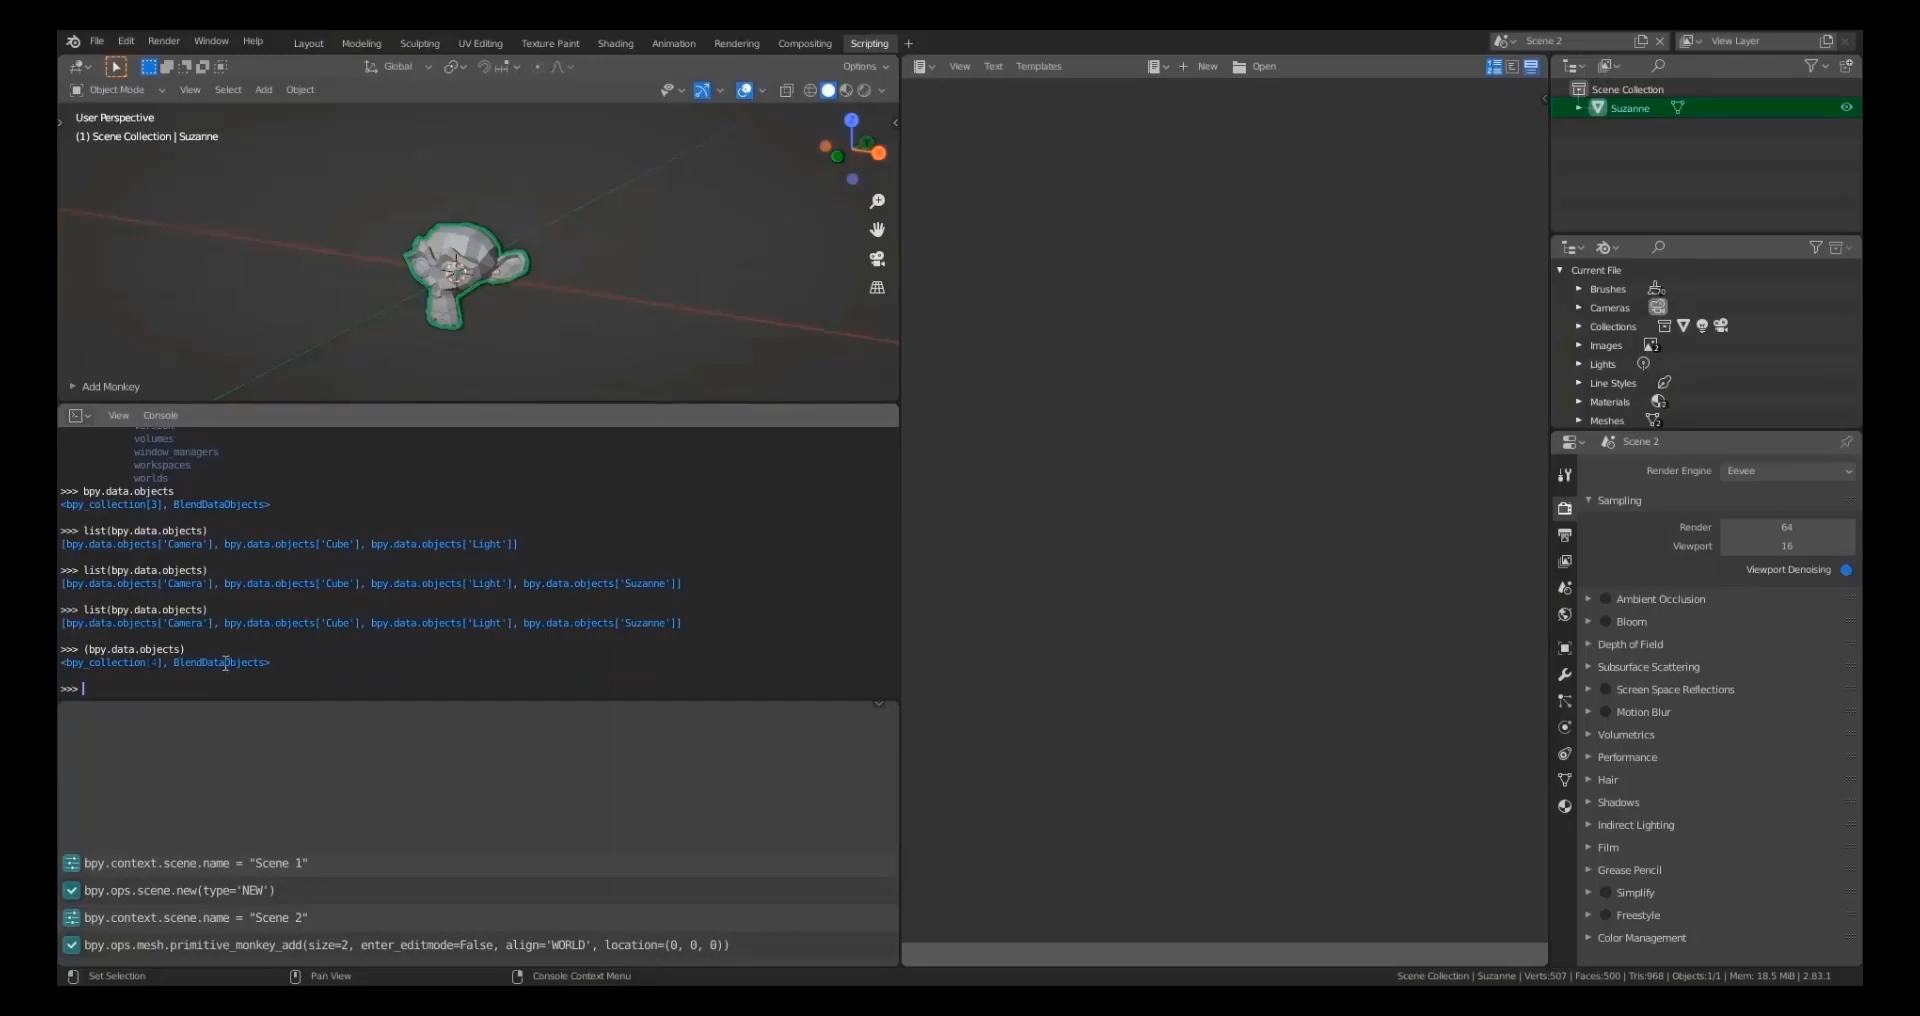 File Edit Render Window Help Layout Modeling Sculpting UV Editing Texture Paint Shading Animation Rendering Compositing Scripting + Scene 2 View Layer
Global Options
View Text Templates + New Open
Object Mode View Select Add Object
User Perspective
(1) Scene Collection | Suzanne
Add Monkey
View Console
volumes
window_managers
workspaces
worlds
>>> bpy.data.objects
<bpy_collection[3], BlendDataObjects>
>>> list(bpy.data.objects)
[bpy.data.objects['Camera'], bpy.data.objects['Cube'], bpy.data.objects['Light']]
>>> list(bpy.data.objects)
[bpy.data.objects['Camera'], bpy.data.objects['Cube'], bpy.data.objects['Light'], bpy.data.objects['Suzanne']]
>>> list(bpy.data.objects)
[bpy.data.objects['Camera'], bpy.data.objects['Cube'], bpy.data.objects['Light'], bpy.data.objects['Suzanne']]
>>> (bpy.data.objects)
<bpy_collection[4], BlendDataObjects>
>>>
bpy.context.scene.name = "Scene 1"
bpy.ops.scene.new(type='NEW')
bpy.context.scene.name = "Scene 2"
bpy.ops.mesh.primitive_monkey_add(size=2, enter_editmode=False, align='WORLD', location=(0, 0, 0))
Scene Collection
Suzanne
Current File
Brushes
Cameras
Collections
Images 2
Lights
Line Styles
Materials 2
Meshes 2
Scene 2
Render Engine Eevee
Sampling
Render 64
Viewport 16
Viewport Denoising
Ambient Occlusion
Bloom
Depth of Field
Subsurface Scattering
Screen Space Reflections
Motion Blur
Volumetrics
Performance
Hair
Shadows
Indirect Lighting
Film
Grease Pencil
Simplify
Freestyle
Color Management
Set Selection Pan View Console Context Menu Scene Collection | Suzanne | Verts:507 | Faces:500 | Tris:968 | Objects:1/1 | Mem: 18.5 MiB | 2.83.1